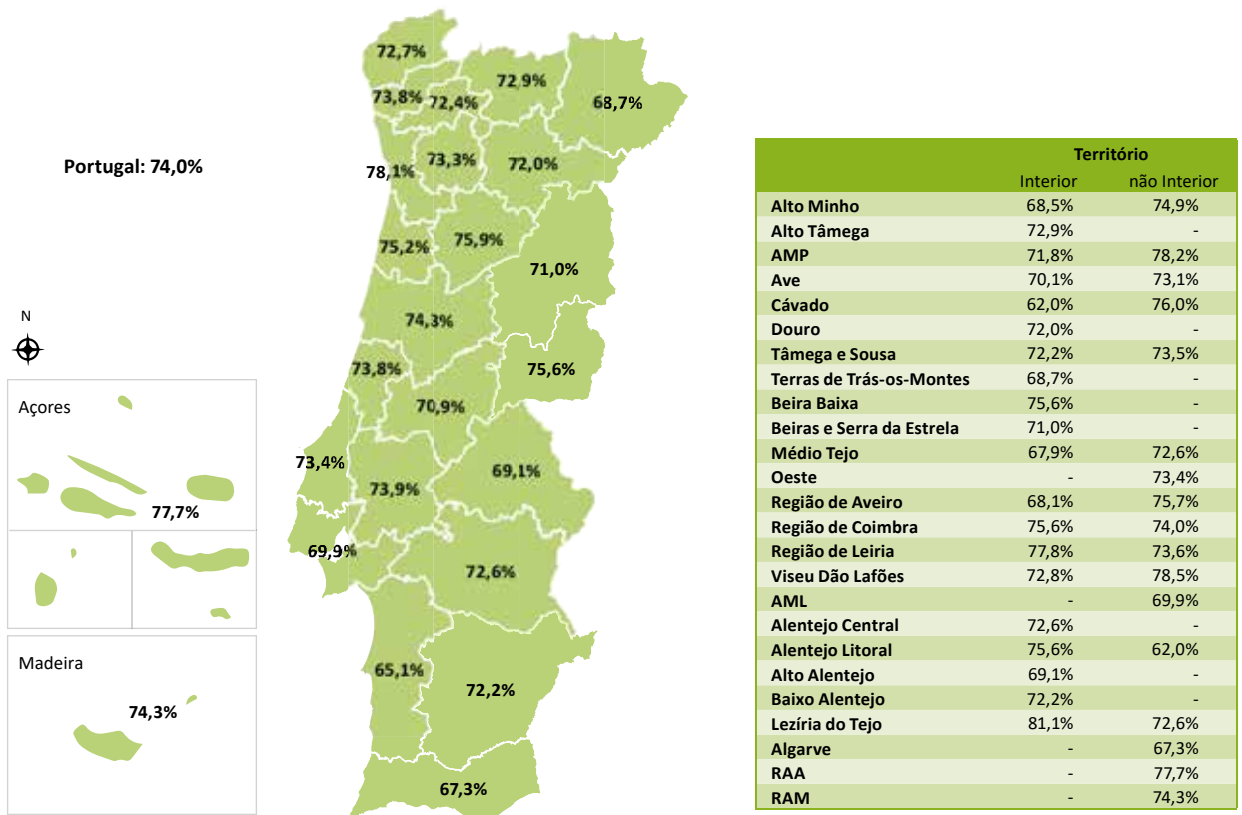 72,7%
72,9%
73,8%
72,4%
68,7%
Portugal: 74,0%
78,1%
73,3%
72,0%
75,2%
75,9%
71,0%
74,3%
N
73,8%
75,6%
70,9%
Açores
77,7%
73,4%
73,9%
69,1%
69,9%
72,6%
Madeira
74,3%
65,1%
72,2%
67,3%
Território
Interior não Interior
Alto Minho 68,5% 74,9%
Alto Tâmega 72,9% -
AMP 71,8% 78,2%
Ave 70,1% 73,1%
Cávado 62,0% 76,0%
Douro 72,0% -
Tâmega e Sousa 72,2% 73,5%
Terras de Trás-os-Montes 68,7% -
Beira Baixa 75,6% -
Beiras e Serra da Estrela 71,0% -
Médio Tejo 67,9% 72,6%
Oeste - 73,4%
Região de Aveiro 68,1% 75,7%
Região de Coimbra 75,6% 74,0%
Região de Leiria 77,8% 73,6%
Viseu Dão Lafões 72,8% 78,5%
AML - 69,9%
Alentejo Central 72,6% -
Alentejo Litoral 75,6% 62,0%
Alto Alentejo 69,1% -
Baixo Alentejo 72,2% -
Lezíria do Tejo 81,1% 72,6%
Algarve - 67,3%
RAA - 77,7%
RAM - 74,3%